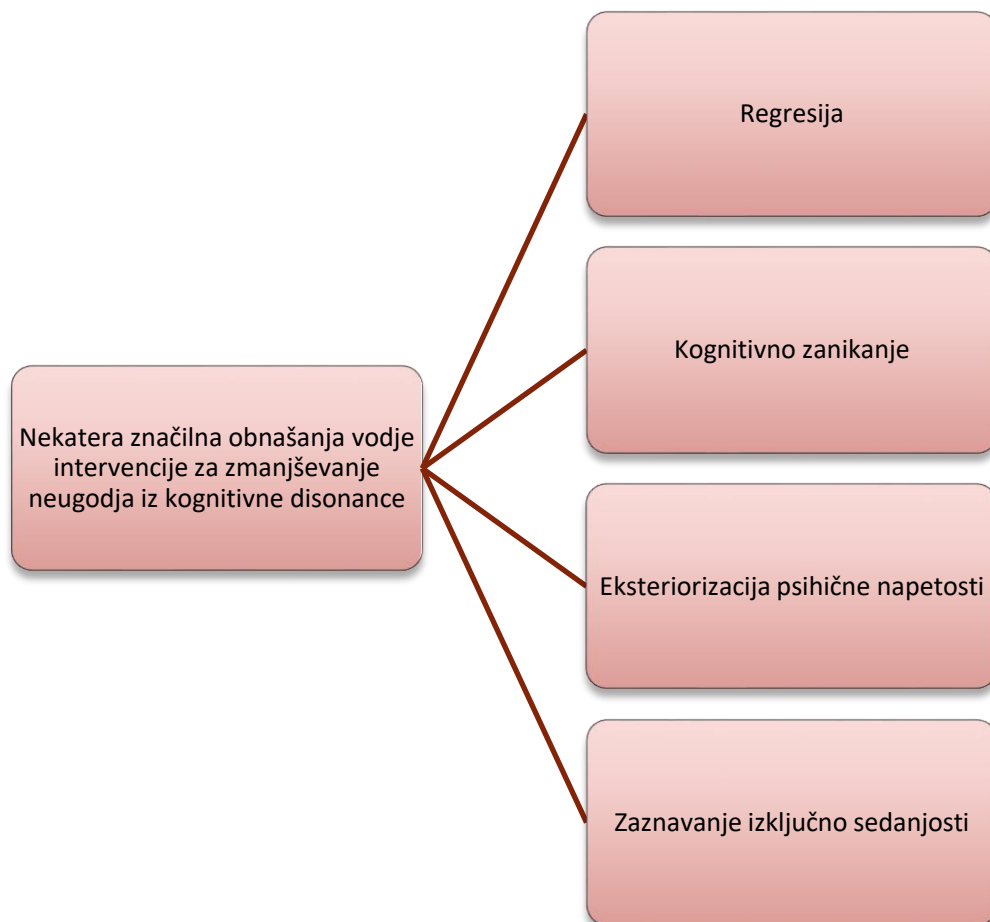 Regresija
Kognitivno zanikanje
Nekatera značilna obnašanja vodje
intervencije za zmanjševanje
neugodja iz kognitivne disonance
Eksteriorizacija psihične napetosti
Zaznavanje izključno sedanjosti